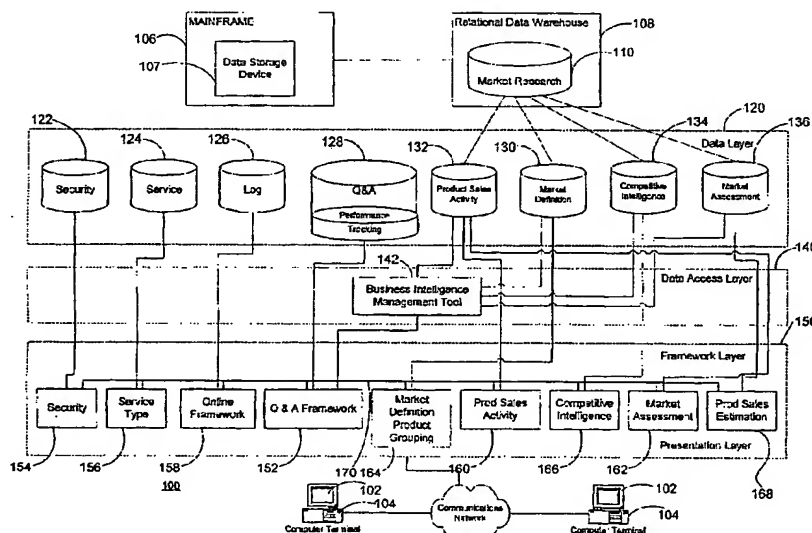 MAINFRAME
Relational Data Warehouse
106
107
Data Storage
Device
108
110
Market Research
122
124
126
128
132
130
134
120
136
Data Layer
Security
Service
Log
Q&A
Performance
Tracking
Product Sales
Activity
Market
Definition
Competitive
Intelligence
Market
Assessment
140
142
Data Access Layer
Business Intelligence
Management Tool
150
Framework Layer
Security
Service
Type
Online
Framework
Q & A Framework
Market
Definition
Product
Grouping
Prod Sales
Activity
Competitive
Intelligence
Market
Assessment
Prod Sales
Estimation
Presentation Layer
154
156
158
152
170
164
160
166
162
168
100
102
104
Computer Terminal
Communications
Network
102
104
Computer Terminal